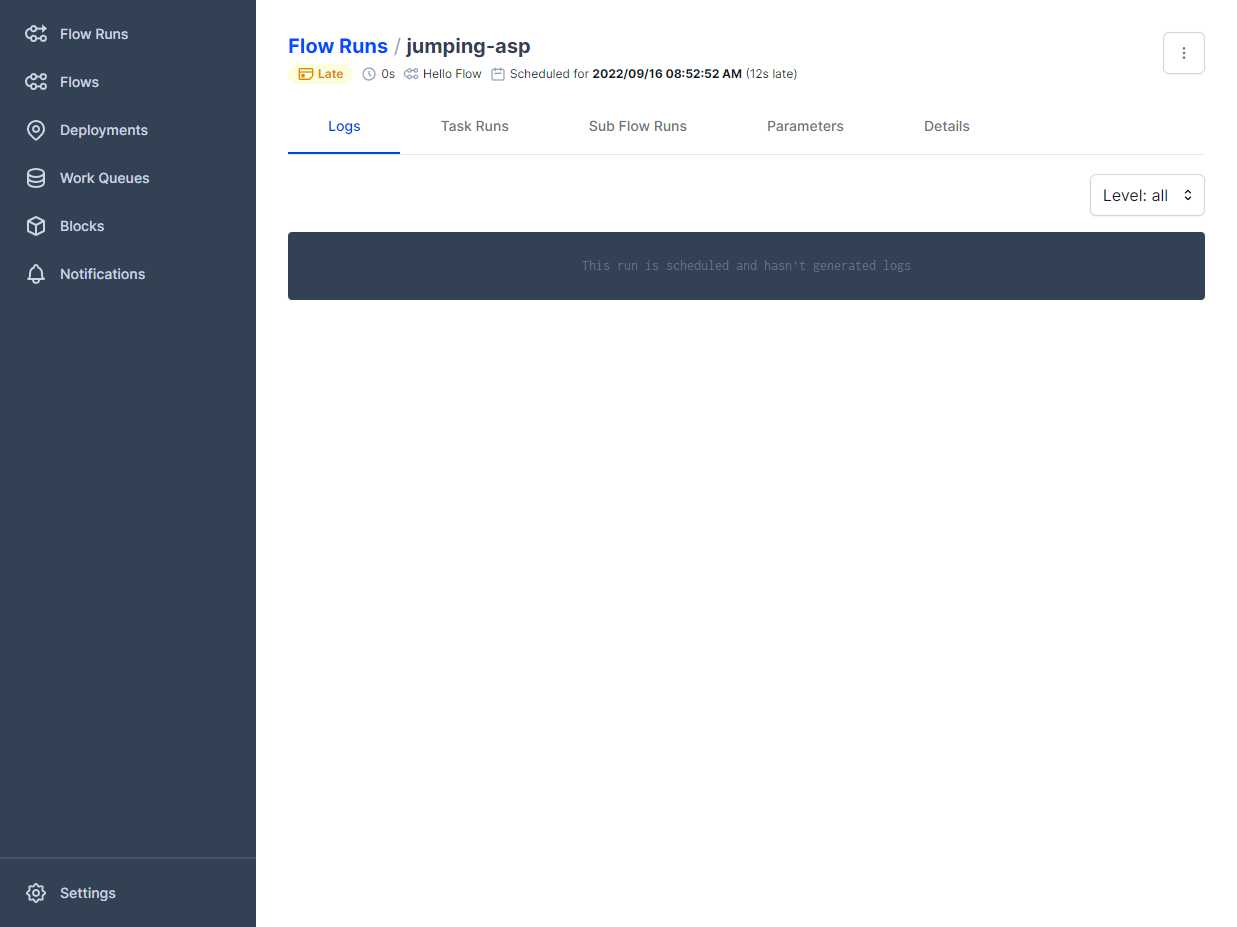 Flow Runs
Flows
Deployments
Work Queues
Blocks
Notifications
Settings
Flow Runs / jumping-asp
Late 0s Hello Flow Scheduled for 2022/09/16 08:52:52 AM (12s late)
Logs Task Runs Sub Flow Runs Parameters Details
Level: all
This run is scheduled and hasn't generated logs